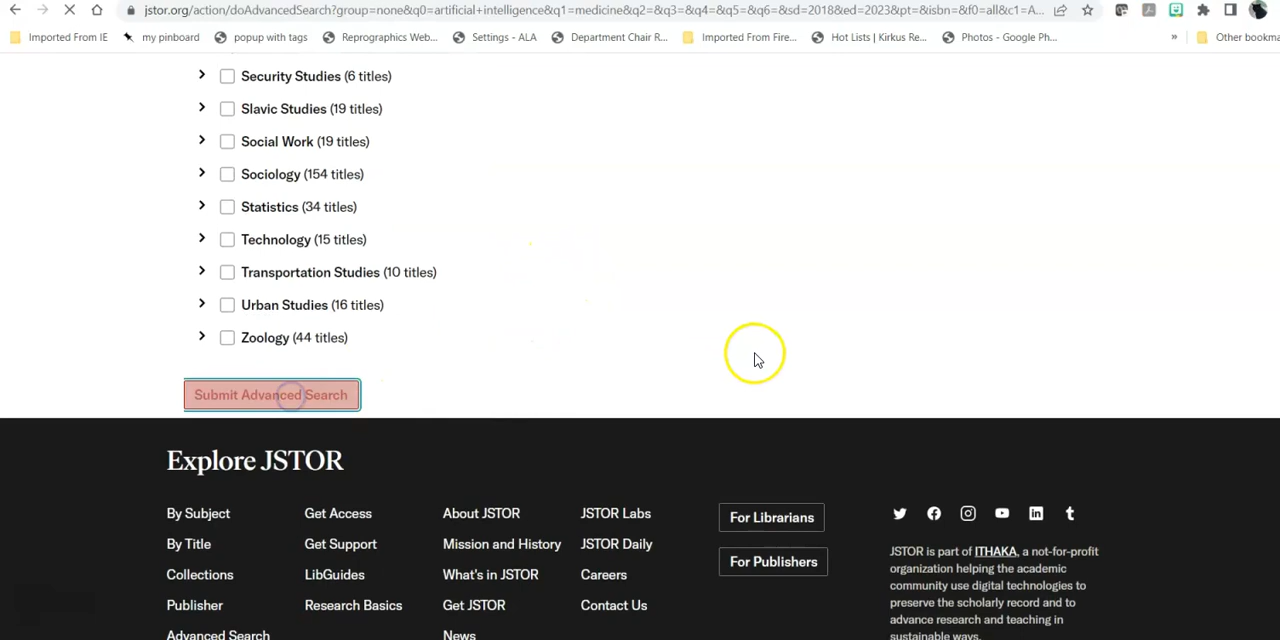 jstor.org/action/doAdvancedSearch?group=none&q0=artificial+intelligence&q1=medicine&q2=&q3=&q4=&q5=&q6=&sd=2018&ed=2023&pt=&isbn=&f0=all&c1=A...
Imported From IE my pinboard popup with tags Reprographics Web... Settings - ALA Department Chair R... Imported From Fire... Hot Lists | Kirkus Re... Photos - Google Ph... » Other bookma
Security Studies (6 titles)
Slavic Studies (19 titles)
Social Work (19 titles)
Sociology (154 titles)
Statistics (34 titles)
Technology (15 titles)
Transportation Studies (10 titles)
Urban Studies (16 titles)
Zoology (44 titles)
Submit Advanced Search
Explore JSTOR
By Subject Get Access About JSTOR JSTOR Labs For Librarians
By Title Get Support Mission and History JSTOR Daily
Collections LibGuides What's in JSTOR Careers For Publishers
Publisher Research Basics Get JSTOR Contact Us
Advanced Search News
JSTOR is part of ITHAKA, a not-for-profit
organization helping the academic
community use digital technologies to
preserve the scholarly record and to
advance research and teaching in
sustainable ways.